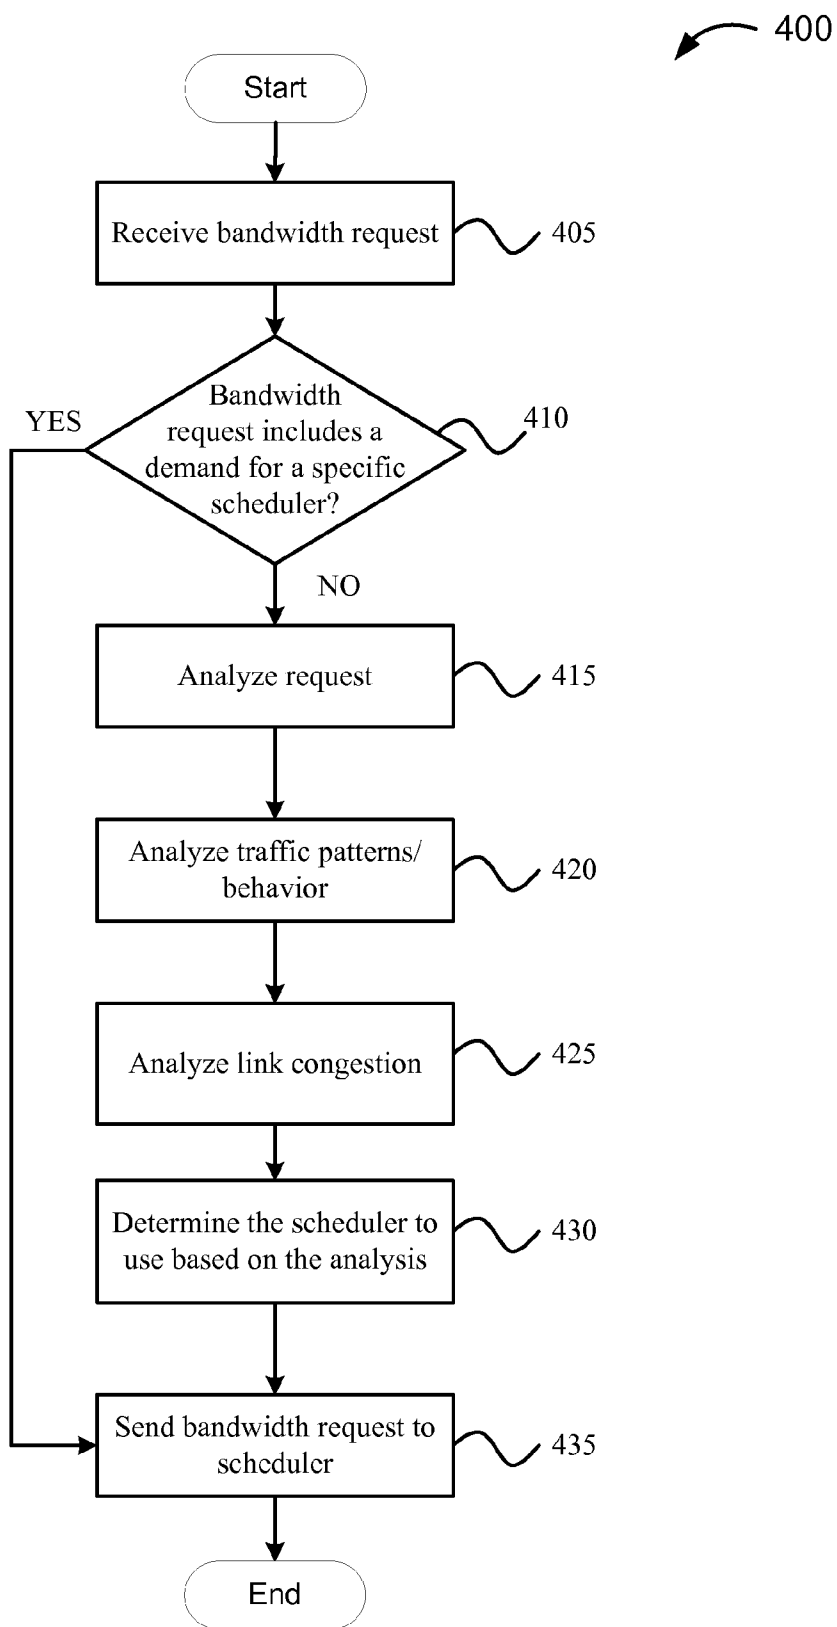 400
Start
Receive bandwidth request
405
Bandwidth
request includes a
demand for a specific
scheduler?
410
YES
NO
Analyze request
415
Analyze traffic patterns/
behavior
420
Analyze link congestion
425
Determine the scheduler to
use based on the analysis
430
Send bandwidth request to
scheduler
435
End